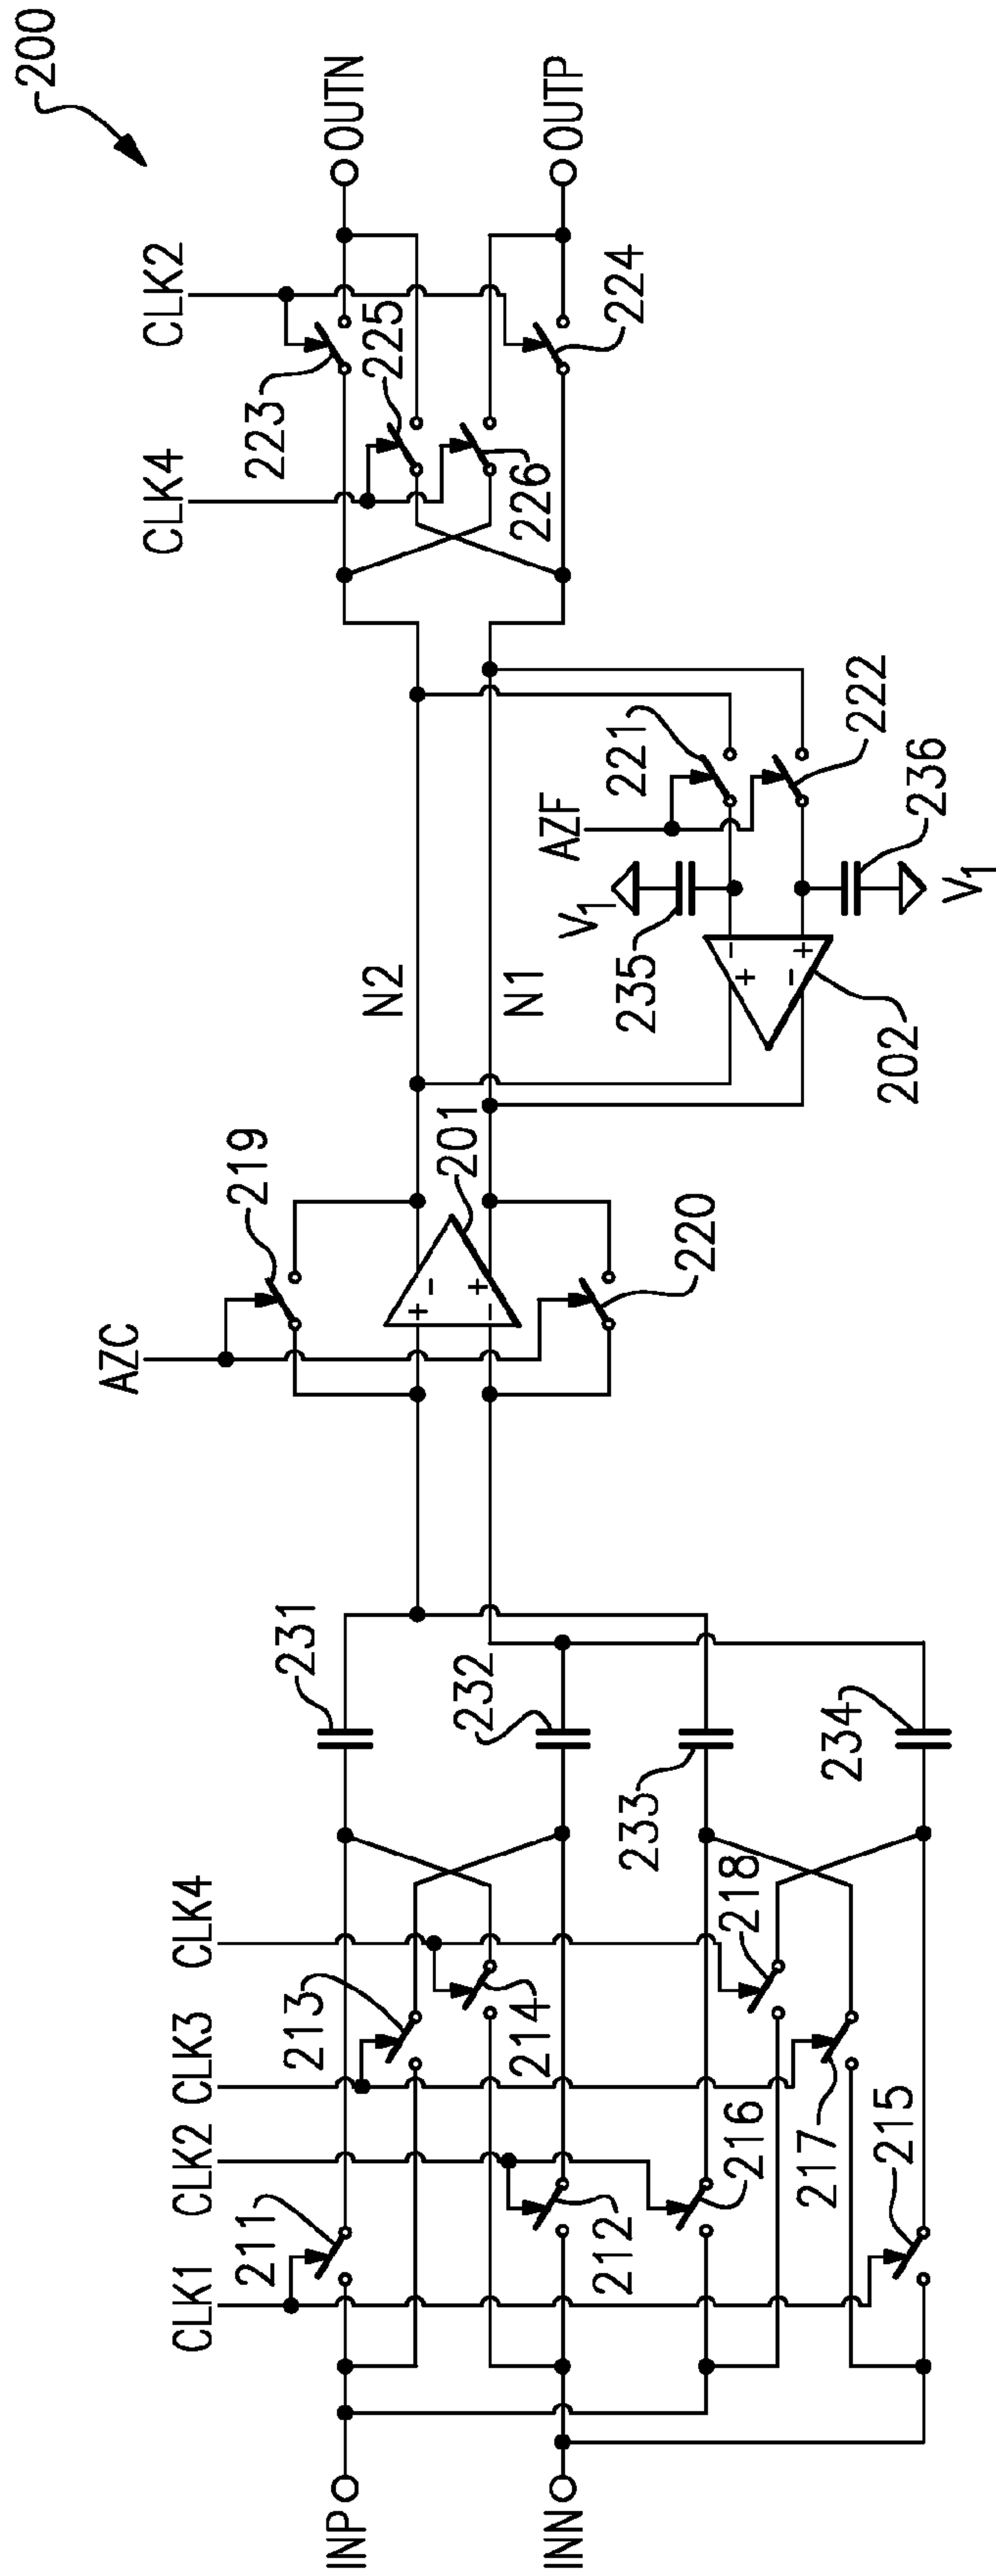 200
CLK1
CLK2
CLK3
CLK4
AZC
CLK4
CLK2
211
213
231
219
223
INP
OUTN
225
214
232
201
N2
N1
AZF
221
226
INN
OUTP
212
V1
235
224
216
218
233
+
-
-
+
220
-
+
+
-
222
217
215
234
202
236
V1